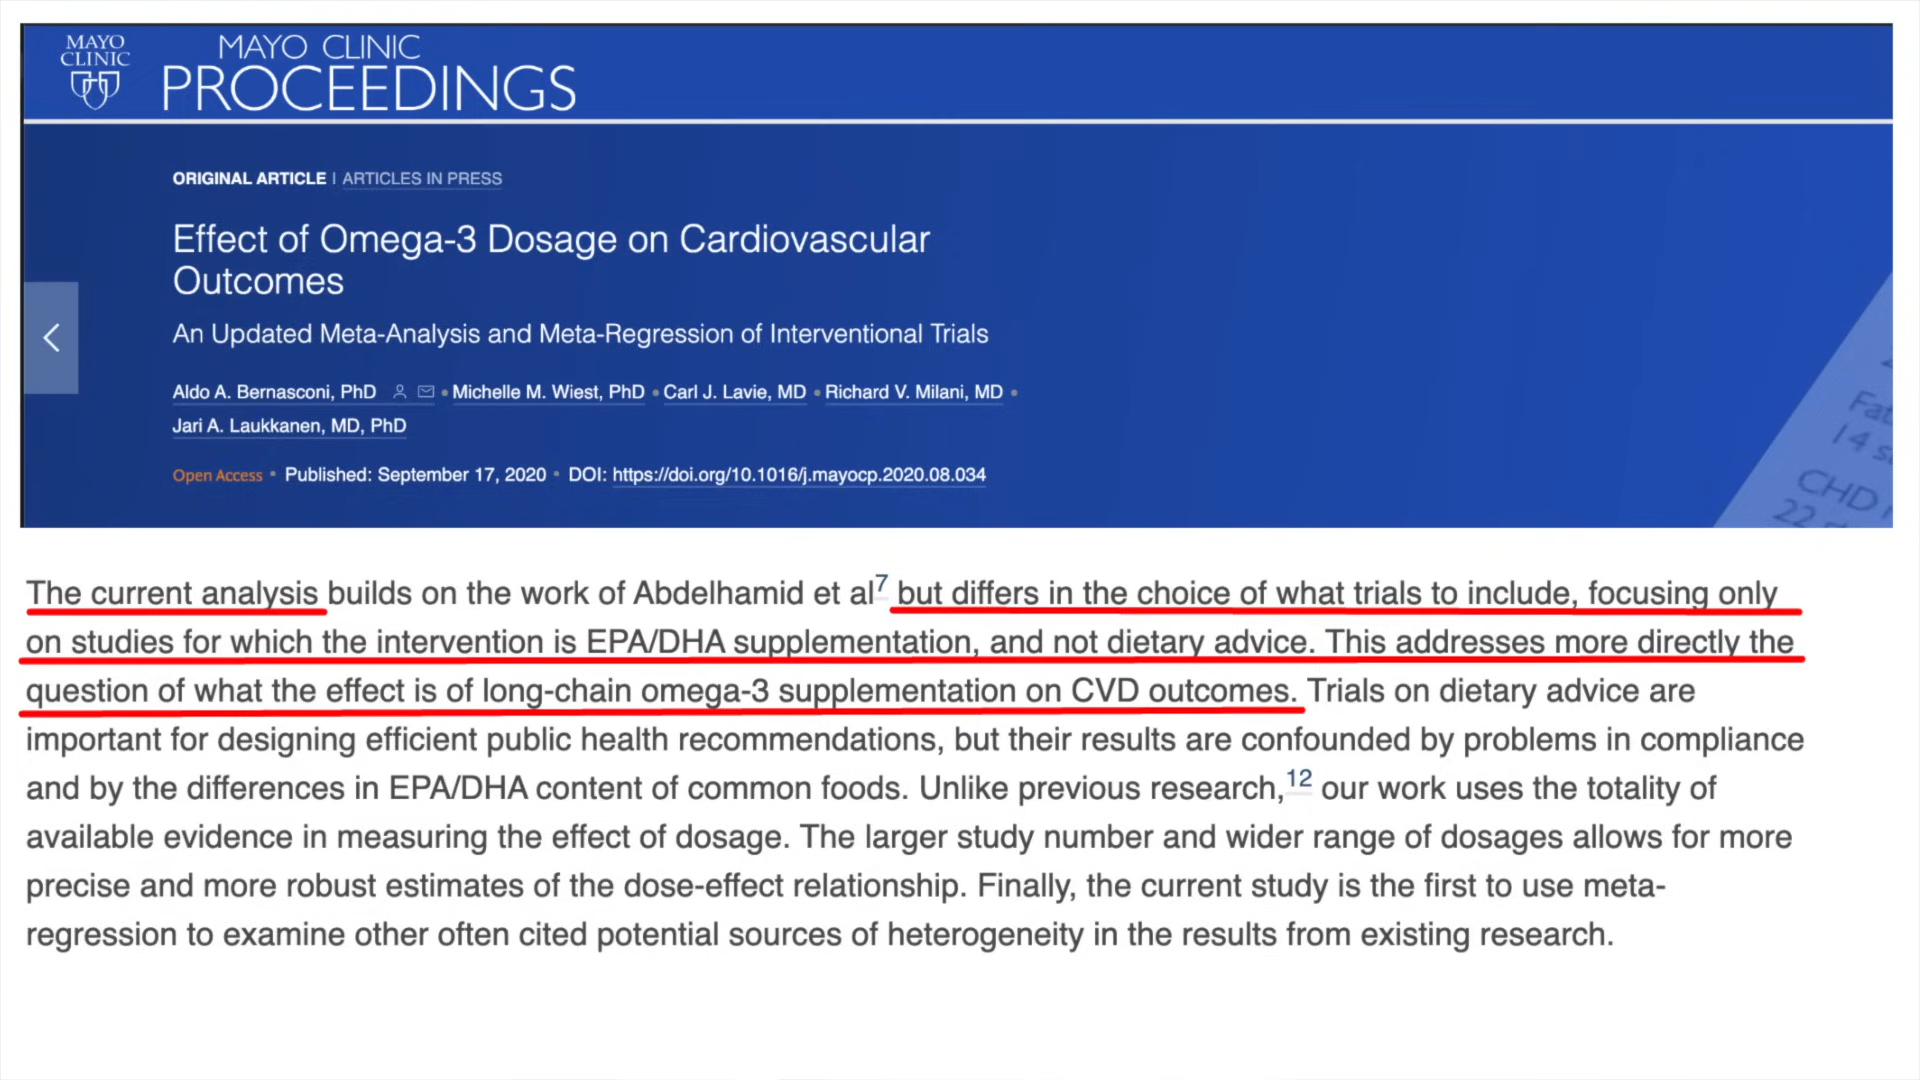 MAYO
CLINIC
MAYO CLINIC
PROCEEDINGS
ORIGINAL ARTICLE | ARTICLES IN PRESS
Effect of Omega-3 Dosage on Cardiovascular
Outcomes
An Updated Meta-Analysis and Meta-Regression of Interventional Trials
Aldo A. Bernasconi, PhD • Michelle M. Wiest, PhD • Carl J. Lavie, MD • Richard V. Milani, MD •
Jari A. Laukkanen, MD, PhD
Open Access • Published: September 17, 2020 • DOI: https://doi.org/10.1016/j.mayocp.2020.08.034
Fat
14 s
CHD
22
The current analysis builds on the work of Abdelhamid et al7 but differs in the choice of what trials to include, focusing only
on studies for which the intervention is EPA/DHA supplementation, and not dietary advice. This addresses more directly the
question of what the effect is of long-chain omega-3 supplementation on CVD outcomes. Trials on dietary advice are
important for designing efficient public health recommendations, but their results are confounded by problems in compliance
and by the differences in EPA/DHA content of common foods. Unlike previous research,12 our work uses the totality of
available evidence in measuring the effect of dosage. The larger study number and wider range of dosages allows for more
precise and more robust estimates of the dose-effect relationship. Finally, the current study is the first to use meta-
regression to examine other often cited potential sources of heterogeneity in the results from existing research.